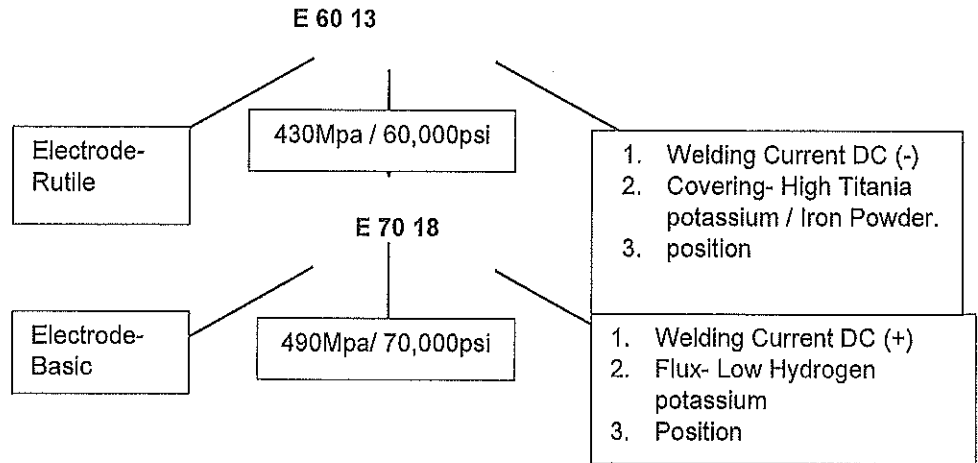 E 60 13
Electrode-
Rutile
430Mpa / 60,000psi
1. Welding Current DC (-)
2. Covering- High Titania
potassium / Iron Powder.
3. position
E 70 18
Electrode-
Basic
490Mpa/ 70,000psi
1. Welding Current DC (+)
2. Flux- Low Hydrogen
potassium
3. Position